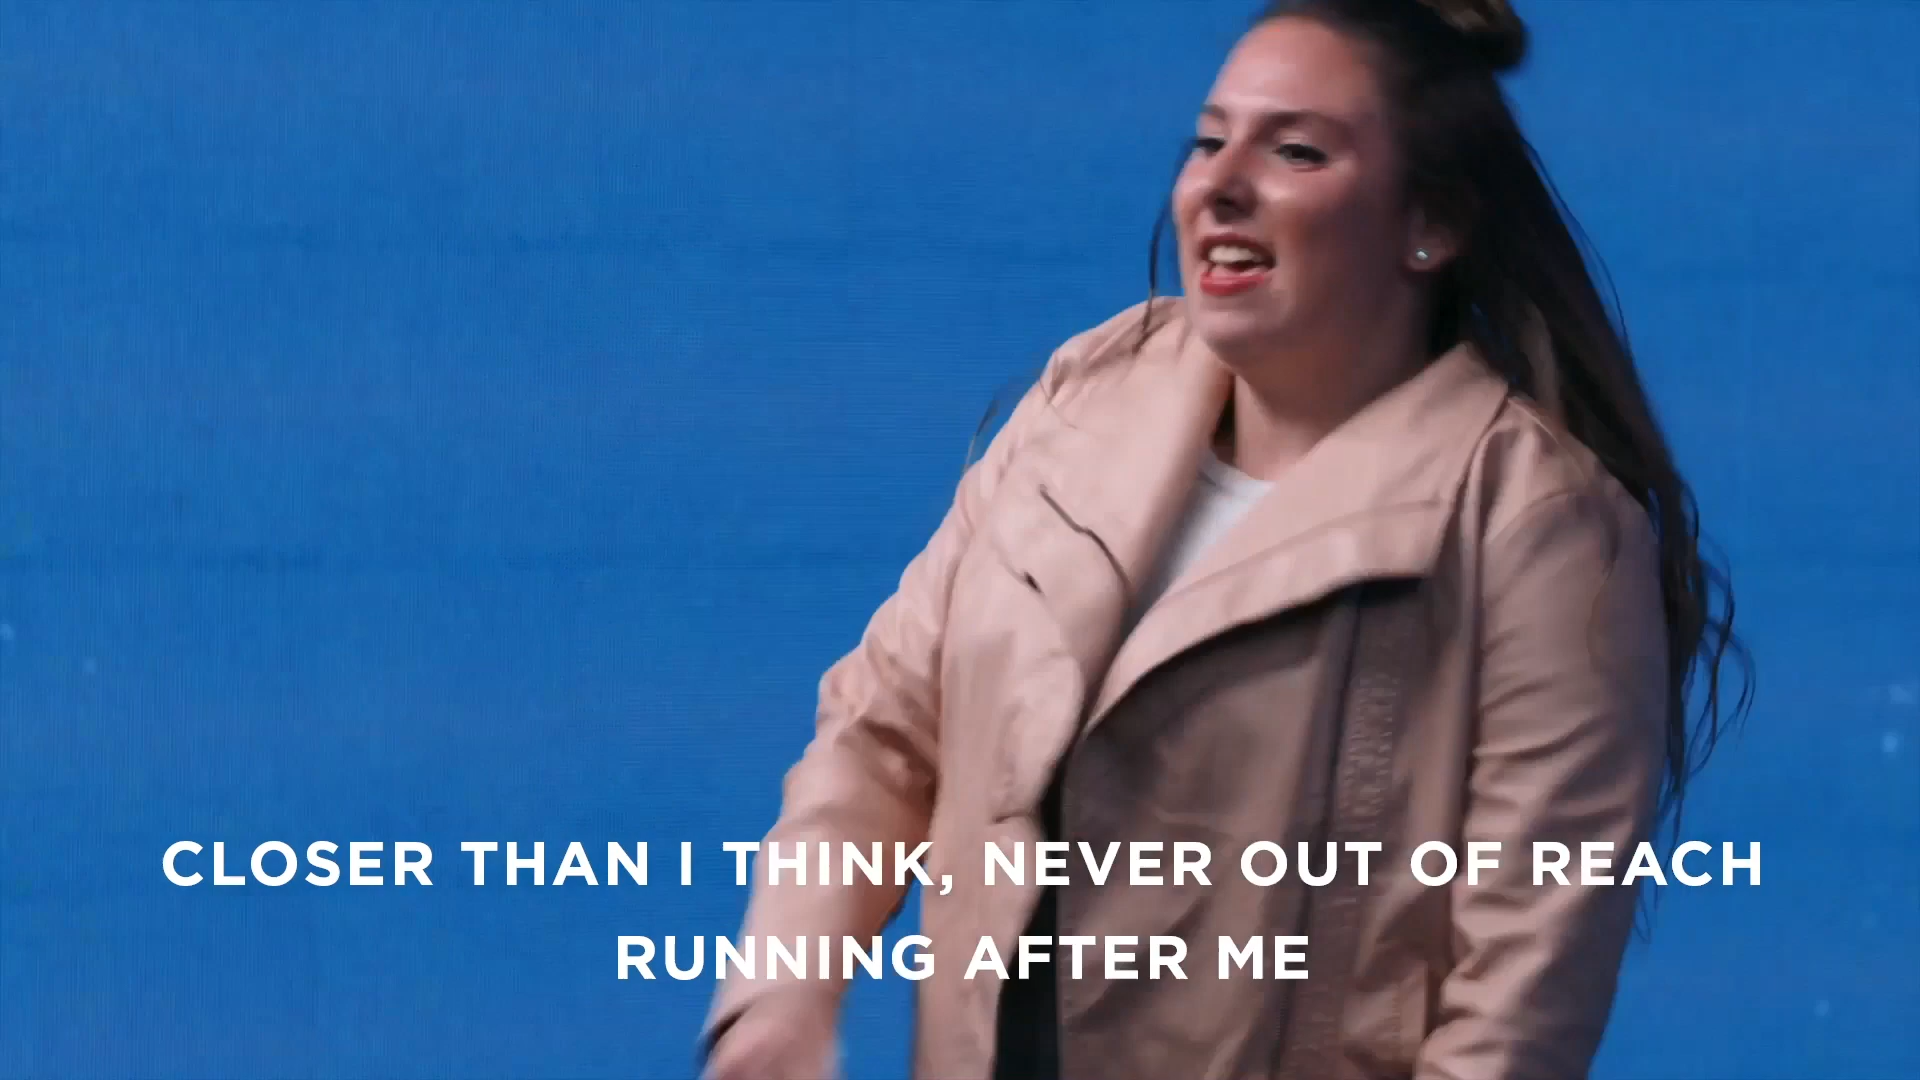 CLOSER THAN I THINK, NEVER OUT OF REACH
RUNNING AFTER ME